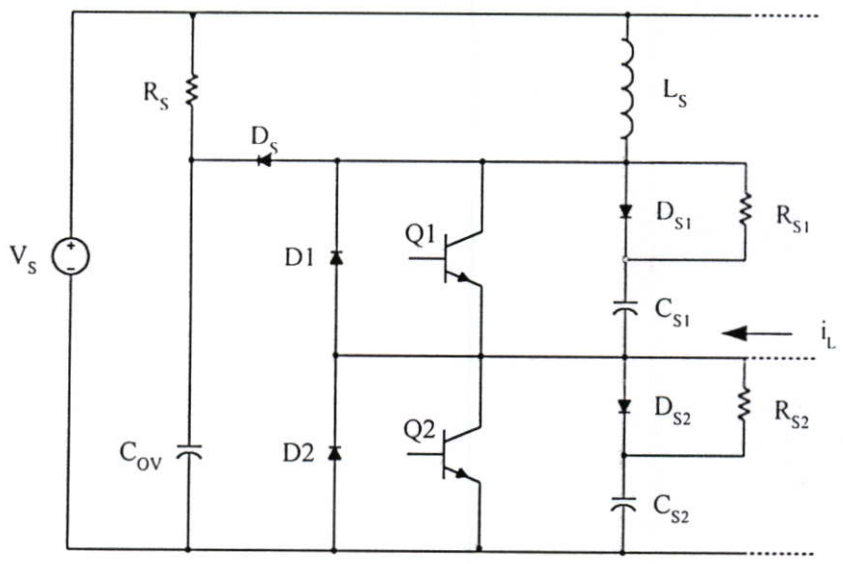 R_S
L_S
D_S
D_S1
R_S1
Q1
V_S
+
-
D1
C_S1
i_L
D_S2
R_S2
Q2
C_OV
D2
C_S2